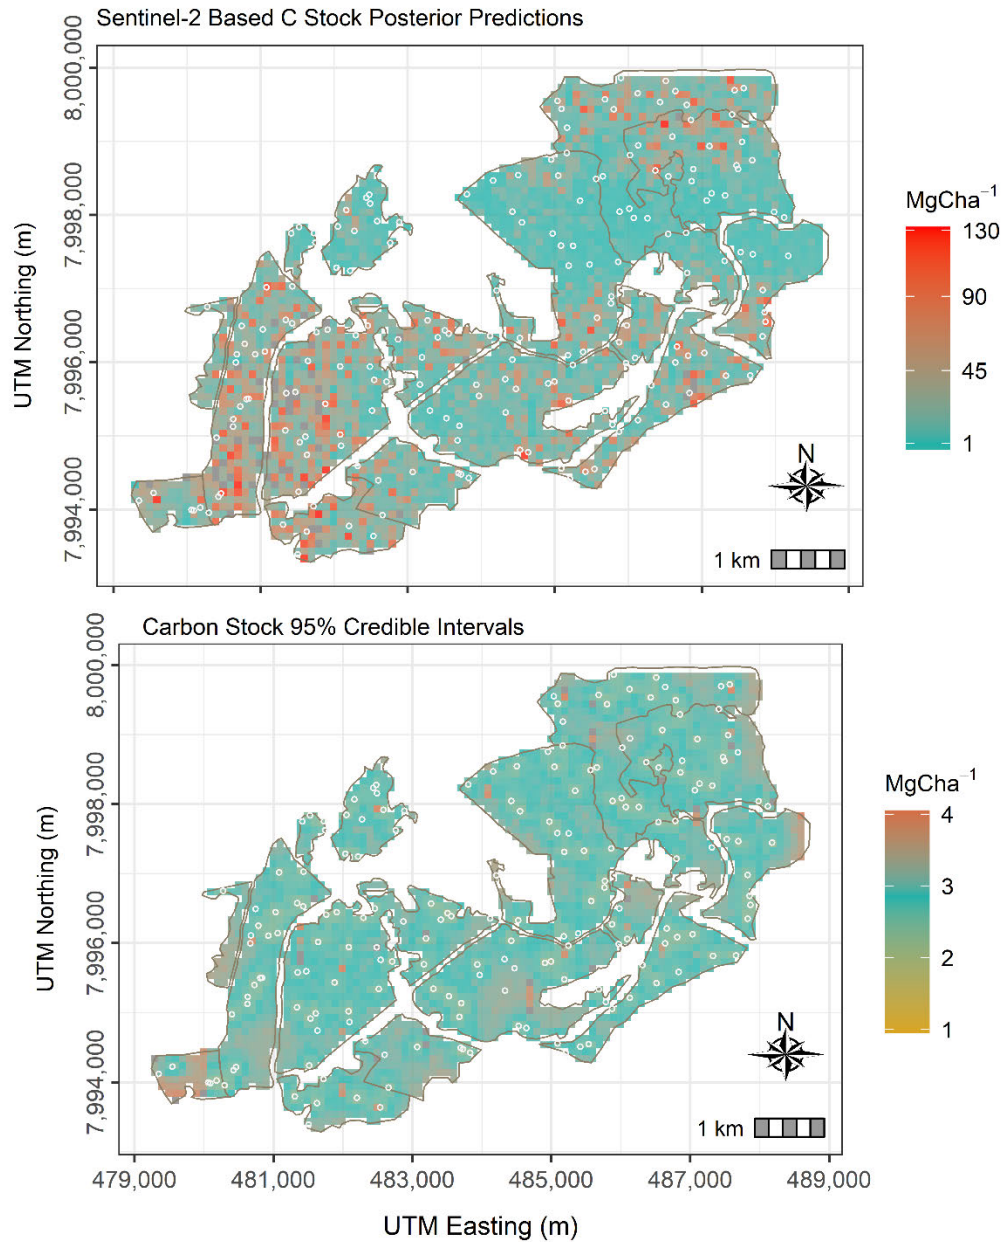 Sentinel-2 Based C Stock Posterior Predictions
8,000,000
7,998,000
7,996,000
7,994,000
UTM Northing (m)
MgCha⁻¹
130
90
45
1
N
1 km
Carbon Stock 95% Credible Intervals
8,000,000
7,998,000
7,996,000
7,994,000
UTM Northing (m)
MgCha⁻¹
4
3
2
1
N
1 km
479,000 481,000 483,000 485,000 487,000 489,000
UTM Easting (m)